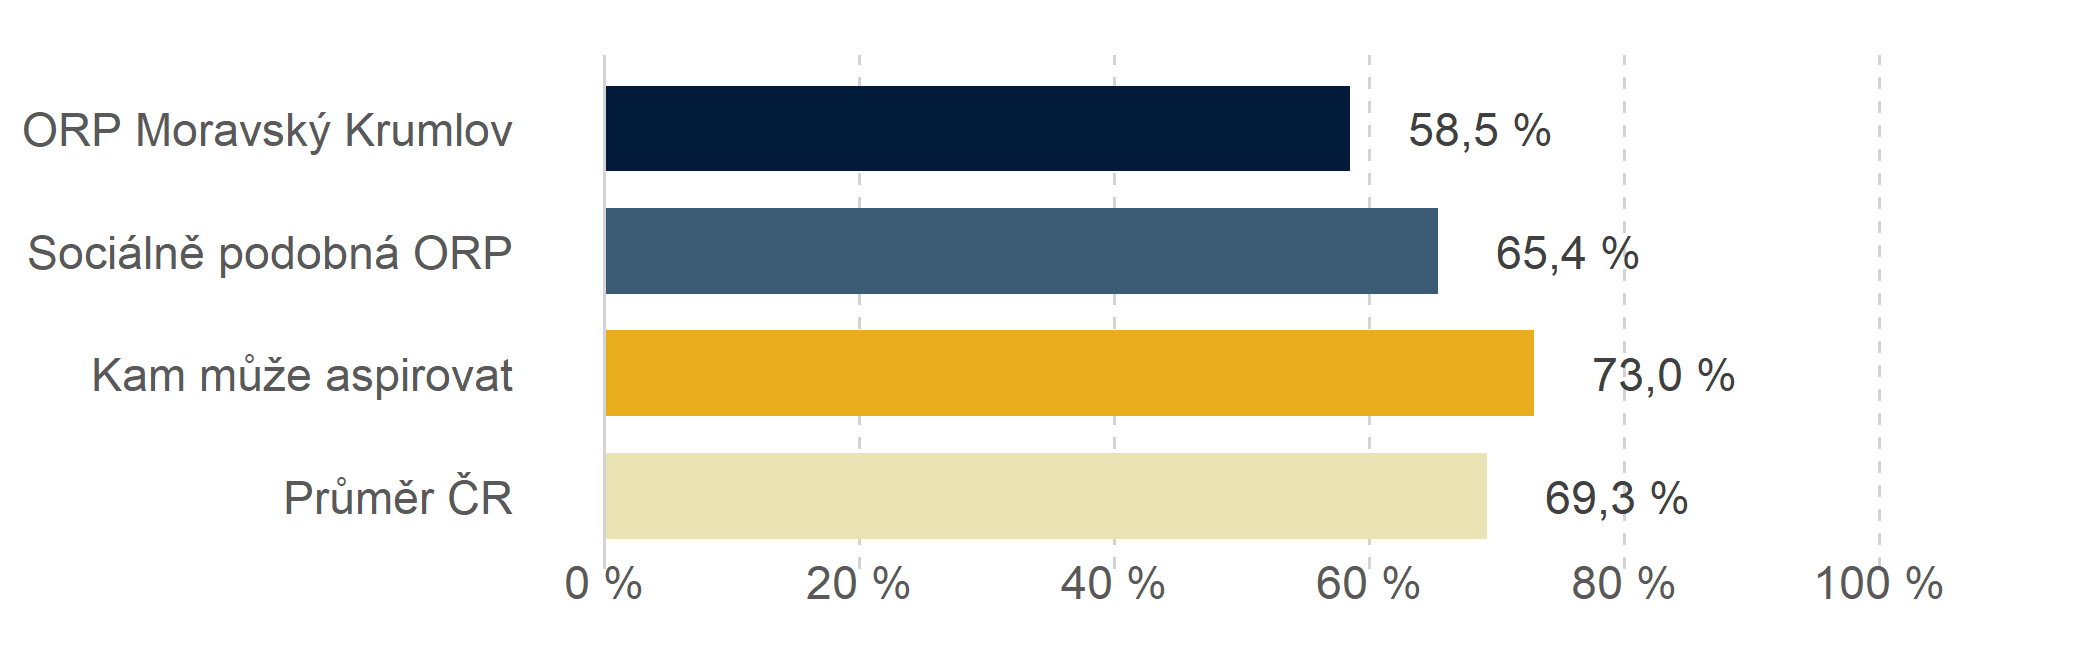 ORP Moravský Krumlov 58,5 %
Sociálně podobná ORP 65,4 %
Kam může aspirovat 73,0 %
Průměr ČR 69,3 %
0 % 20 % 40 % 60 % 80 % 100 %